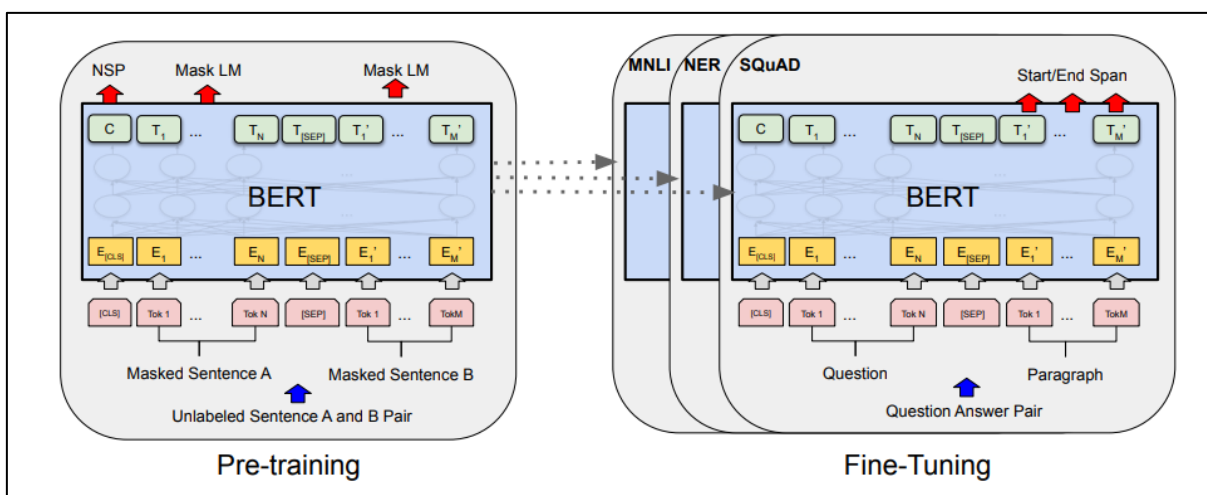 NSP Mask LM Mask LM
C T1 ... TN T[SEP] T1' ... TM'
BERT
E[CLS] E1 ... EN E[SEP] E1' ... EM'
[CLS] Tok 1 ... Tok N [SEP] Tok 1 ... TokM
Masked Sentence A Masked Sentence B
Unlabeled Sentence A and B Pair
Pre-training
MNLI NER SQuAD
Start/End Span
C T1 ... TN T[SEP] T1' ... TM'
BERT
E[CLS] E1 ... EN E[SEP] E1' ... EM'
[CLS] Tok 1 ... Tok N [SEP] Tok 1 ... TokM
Question Paragraph
Question Answer Pair
Fine-Tuning